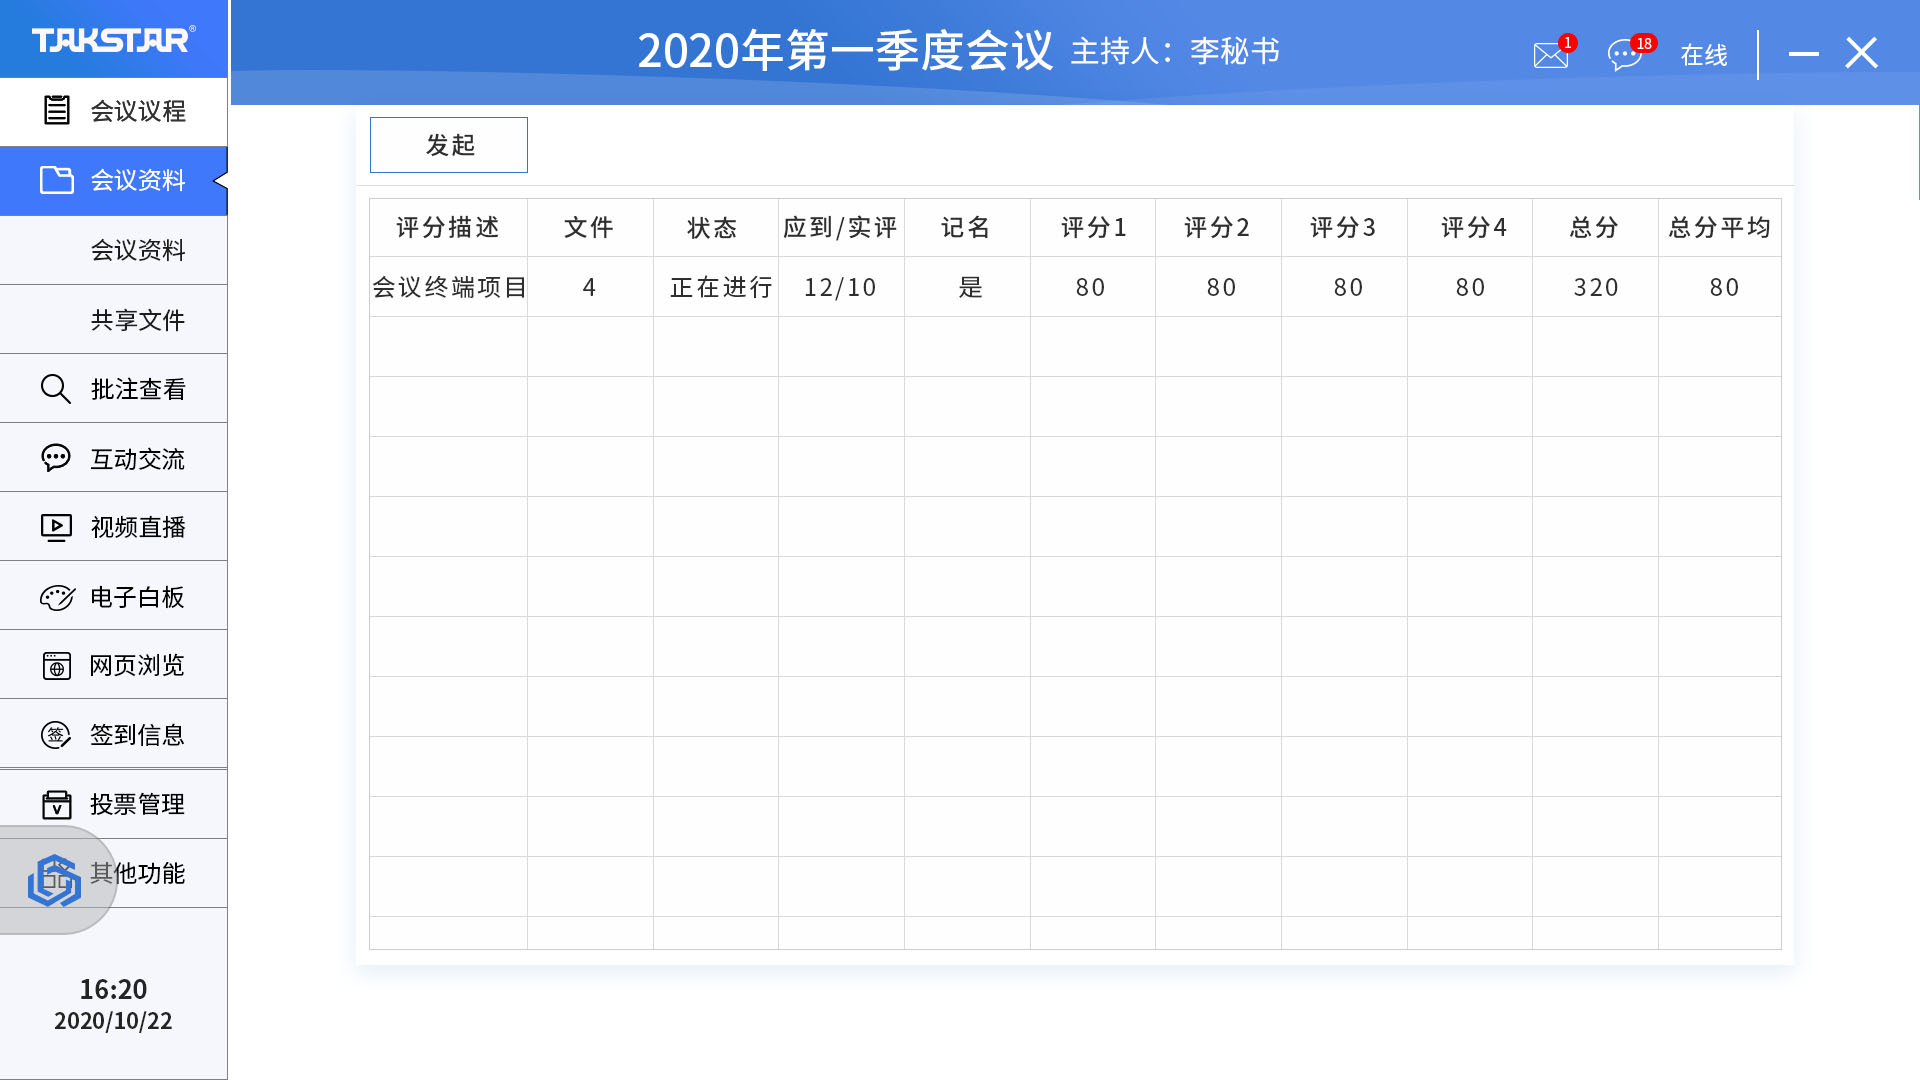 TAKSTAR®
2020年第一季度会议 主持人：李秘书
1
18
在线
会议议程
会议资料
会议资料
共享文件
批注查看
互动交流
视频直播
电子白板
网页浏览
签 签到信息
V 投票管理
其他功能
16:20
2020/10/22
发起
评分描述 文件 状态 应到/实评 记名 评分1 评分2 评分3 评分4 总分 总分平均
会议终端项目 4 正在进行 12/10 是 80 80 80 80 320 80